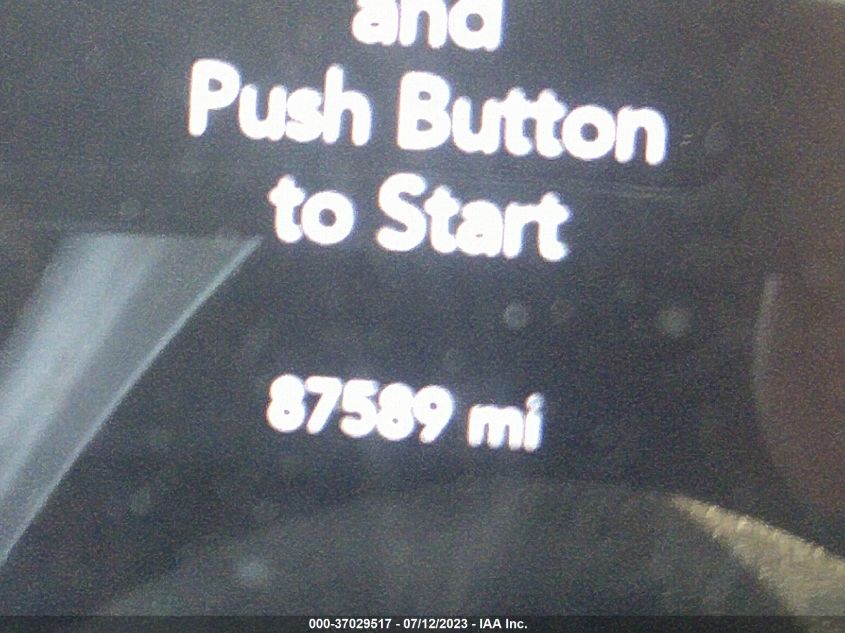 and
Push Button
to Start
87589 mi
000-37029517 - 07/12/2023 - IAA Inc.